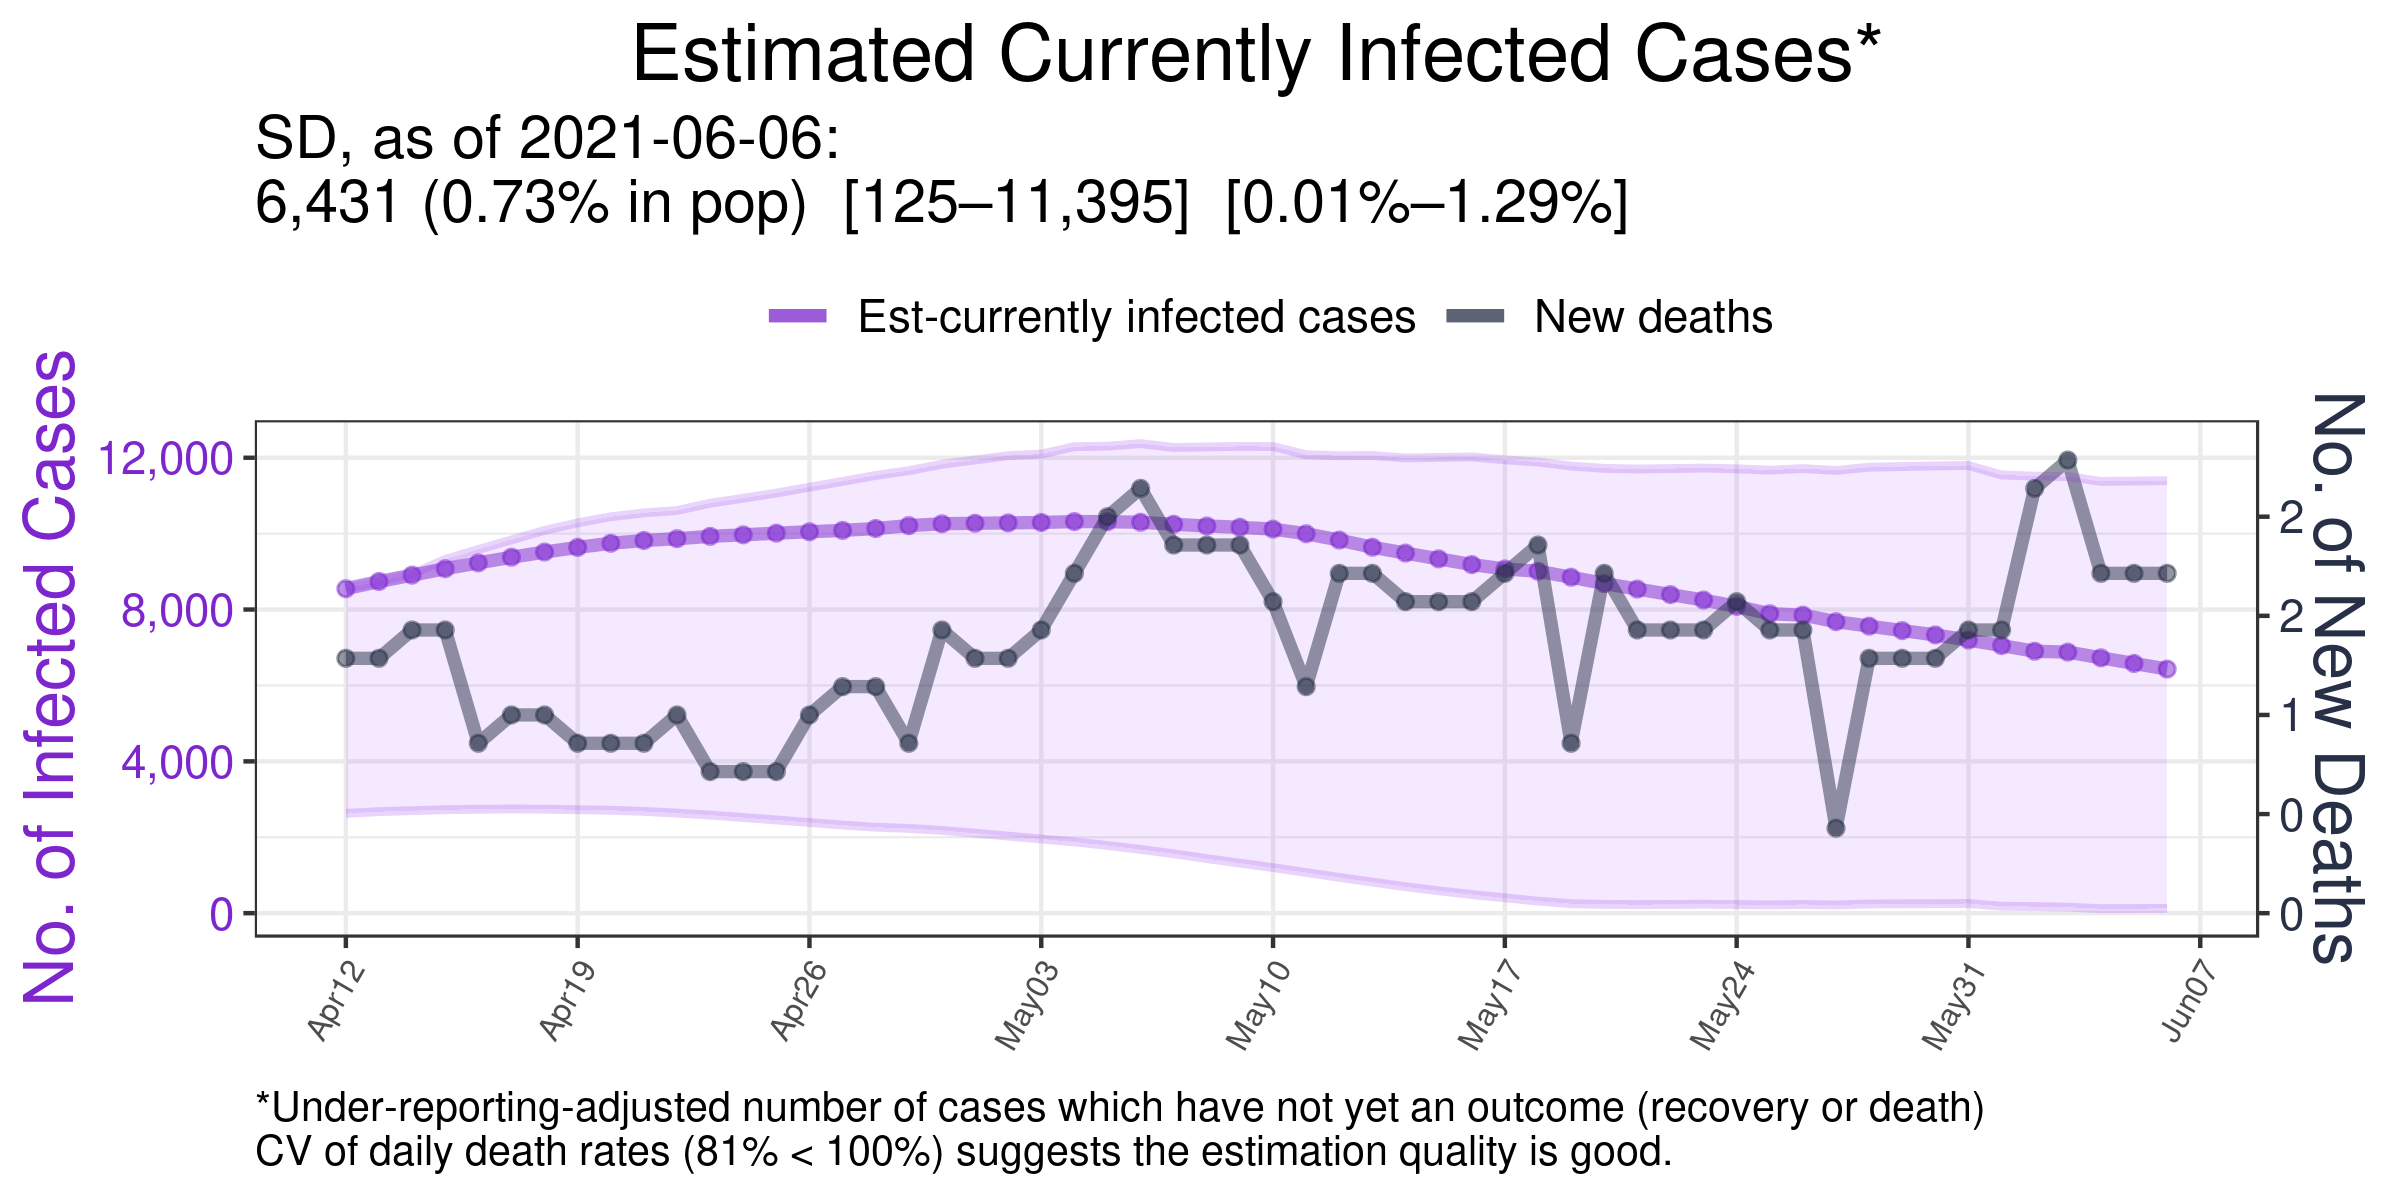 Estimated Currently Infected Cases*
SD, as of 2021-06-06:
6,431 (0.73% in pop)  [125–11,395]  [0.01%–1.29%]
Est-currently infected cases
New deaths
No. of Infected Cases
12,000
8,000
4,000
0
2
2
1
0
0
No. of New Deaths
Apr12
Apr19
Apr26
May03
May10
May17
May24
May31
Jun07
*Under-reporting-adjusted number of cases which have not yet an outcome (recovery or death)
CV of daily death rates (81% < 100%) suggests the estimation quality is good.